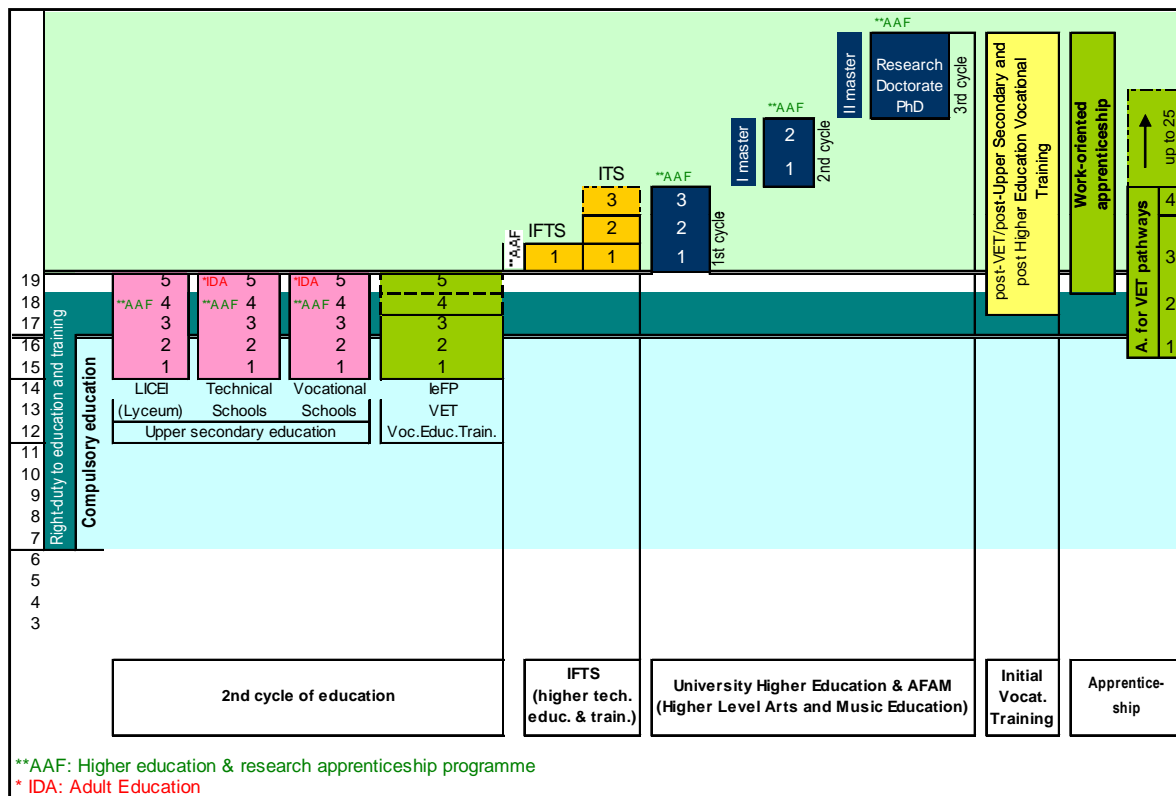 **AAF
II master
Research
Doctorate
PhD
3rd cycle
**AAF
I master
2
1
2nd cycle
ITS
3
2
1
IFTS
1
**AAF
**AAF
3
2
1
1st cycle
post-VET/post-Upper Secondary and
post Higher Education Vocational
Training
Work-oriented
apprenticeship
up to 25
A. for VET pathways
4
3
2
1
19
18
17
16
15
14
13
12
11
10
9
8
7
6
5
4
3
Right-duty to education and training
Compulsory education
5
**AAF 4
3
2
1
LICEI
(Lyceum)
*IDA 5
**AAF 4
3
2
1
Technical
Schools
*IDA 5
**AAF 4
3
2
1
Vocational
Schools
Upper secondary education
5
4
3
2
1
IeFP
VET
Voc.Educ.Train.
2nd cycle of education
IFTS
(higher tech.
educ. & train.)
University Higher Education & AFAM
(Higher Level Arts and Music Education)
Initial
Vocat.
Training
Apprentice-
ship
**AAF: Higher education & research apprenticeship programme
* IDA: Adult Education